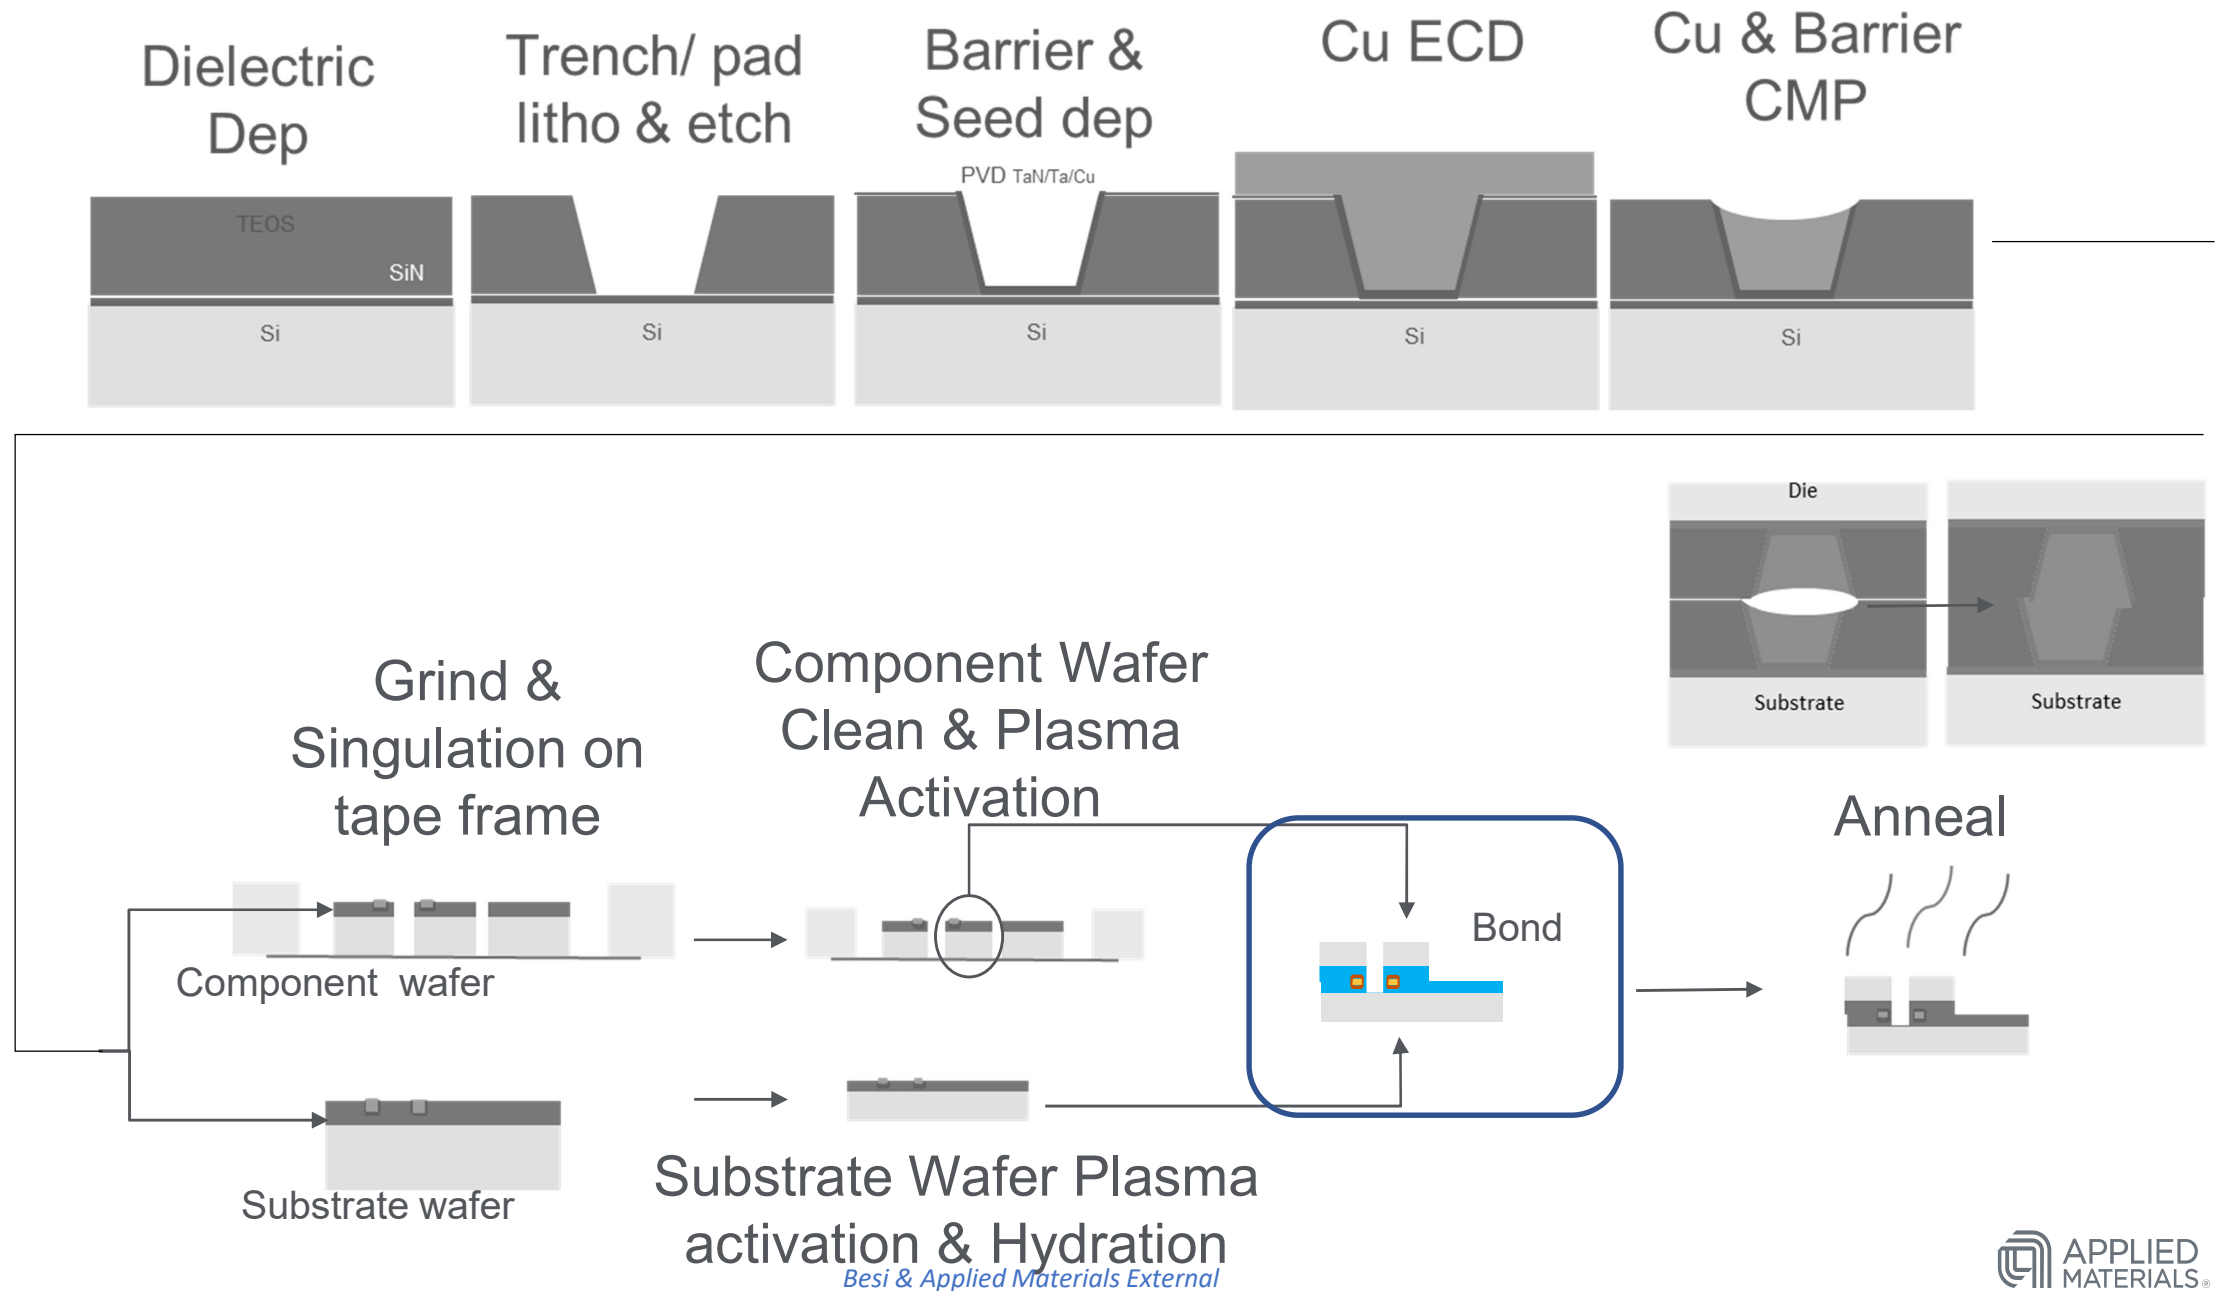 Dielectric
Dep
Trench/ pad
litho & etch
Barrier &
Seed dep
Cu ECD
Cu & Barrier
CMP
TEOS
SiN
Si
Si
PVD TaN/Ta/Cu
Si
Si
Si
Die
Substrate
Substrate
Grind &
Singulation on
tape frame
Component Wafer
Clean & Plasma
Activation
Anneal
Bond
Component wafer
Substrate wafer
Substrate Wafer Plasma
activation & Hydration
Besi & Applied Materials External
APPLIED
MATERIALS®